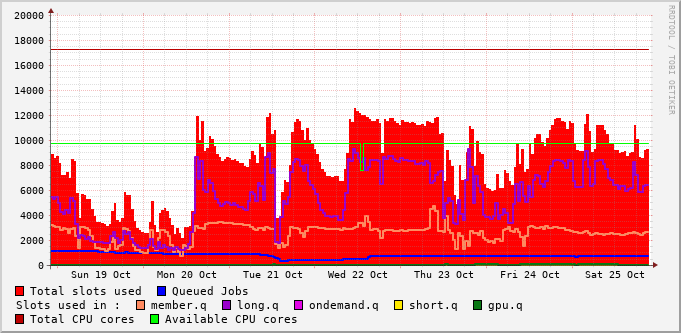 20000
18000
16000
14000
12000
10000
8000
6000
4000
2000
0
Sun 19 Oct Mon 20 Oct Tue 21 Oct Wed 22 Oct Thu 23 Oct Fri 24 Oct Sat 25 Oct
Total slots used Queued Jobs
Slots used in : member.q long.q ondemand.q short.q gpu.q
Total CPU cores Available CPU cores
RRDTOOL / TOBI OETIKER